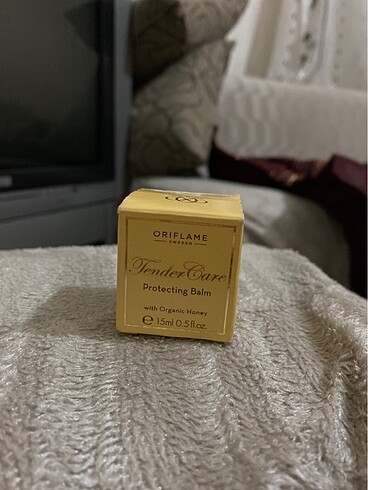 ORIFLAME
SWEDEN
Tender Care
Protecting Balm
with Organic Honey
℮ 15ml 0.5 fl.oz.